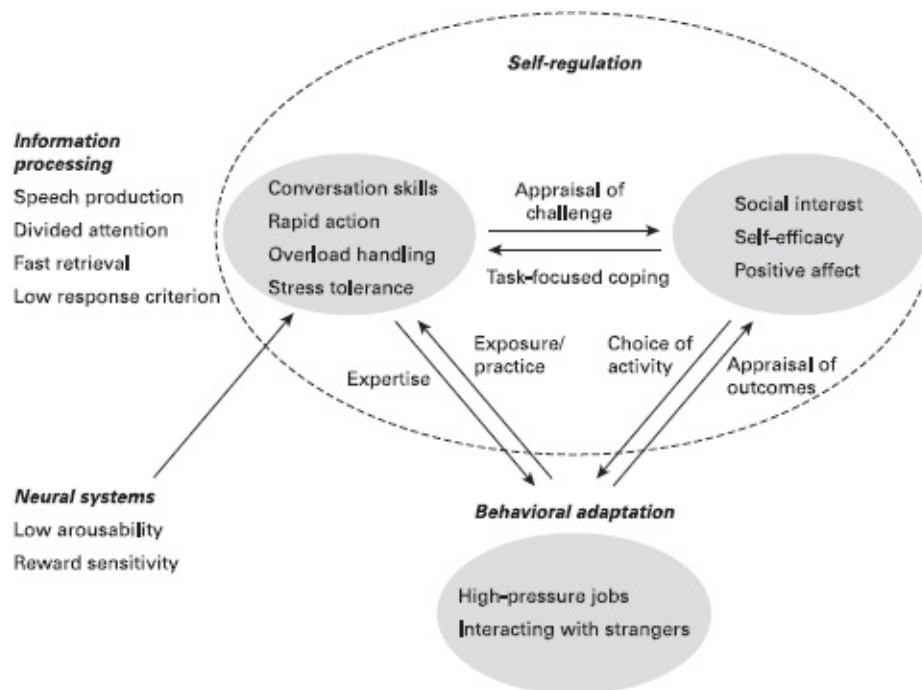 Self-regulation
Information
processing
Speech production
Divided attention
Fast retrieval
Low response criterion
Conversation skills
Rapid action
Overload handling
Stress tolerance
Appraisal of
challenge
Task-focused coping
Social interest
Self-efficacy
Positive affect
Expertise
Exposure/
practice
Choice of
activity
Appraisal of
outcomes
Neural systems
Low arousability
Reward sensitivity
Behavioral adaptation
High-pressure jobs
Interacting with strangers